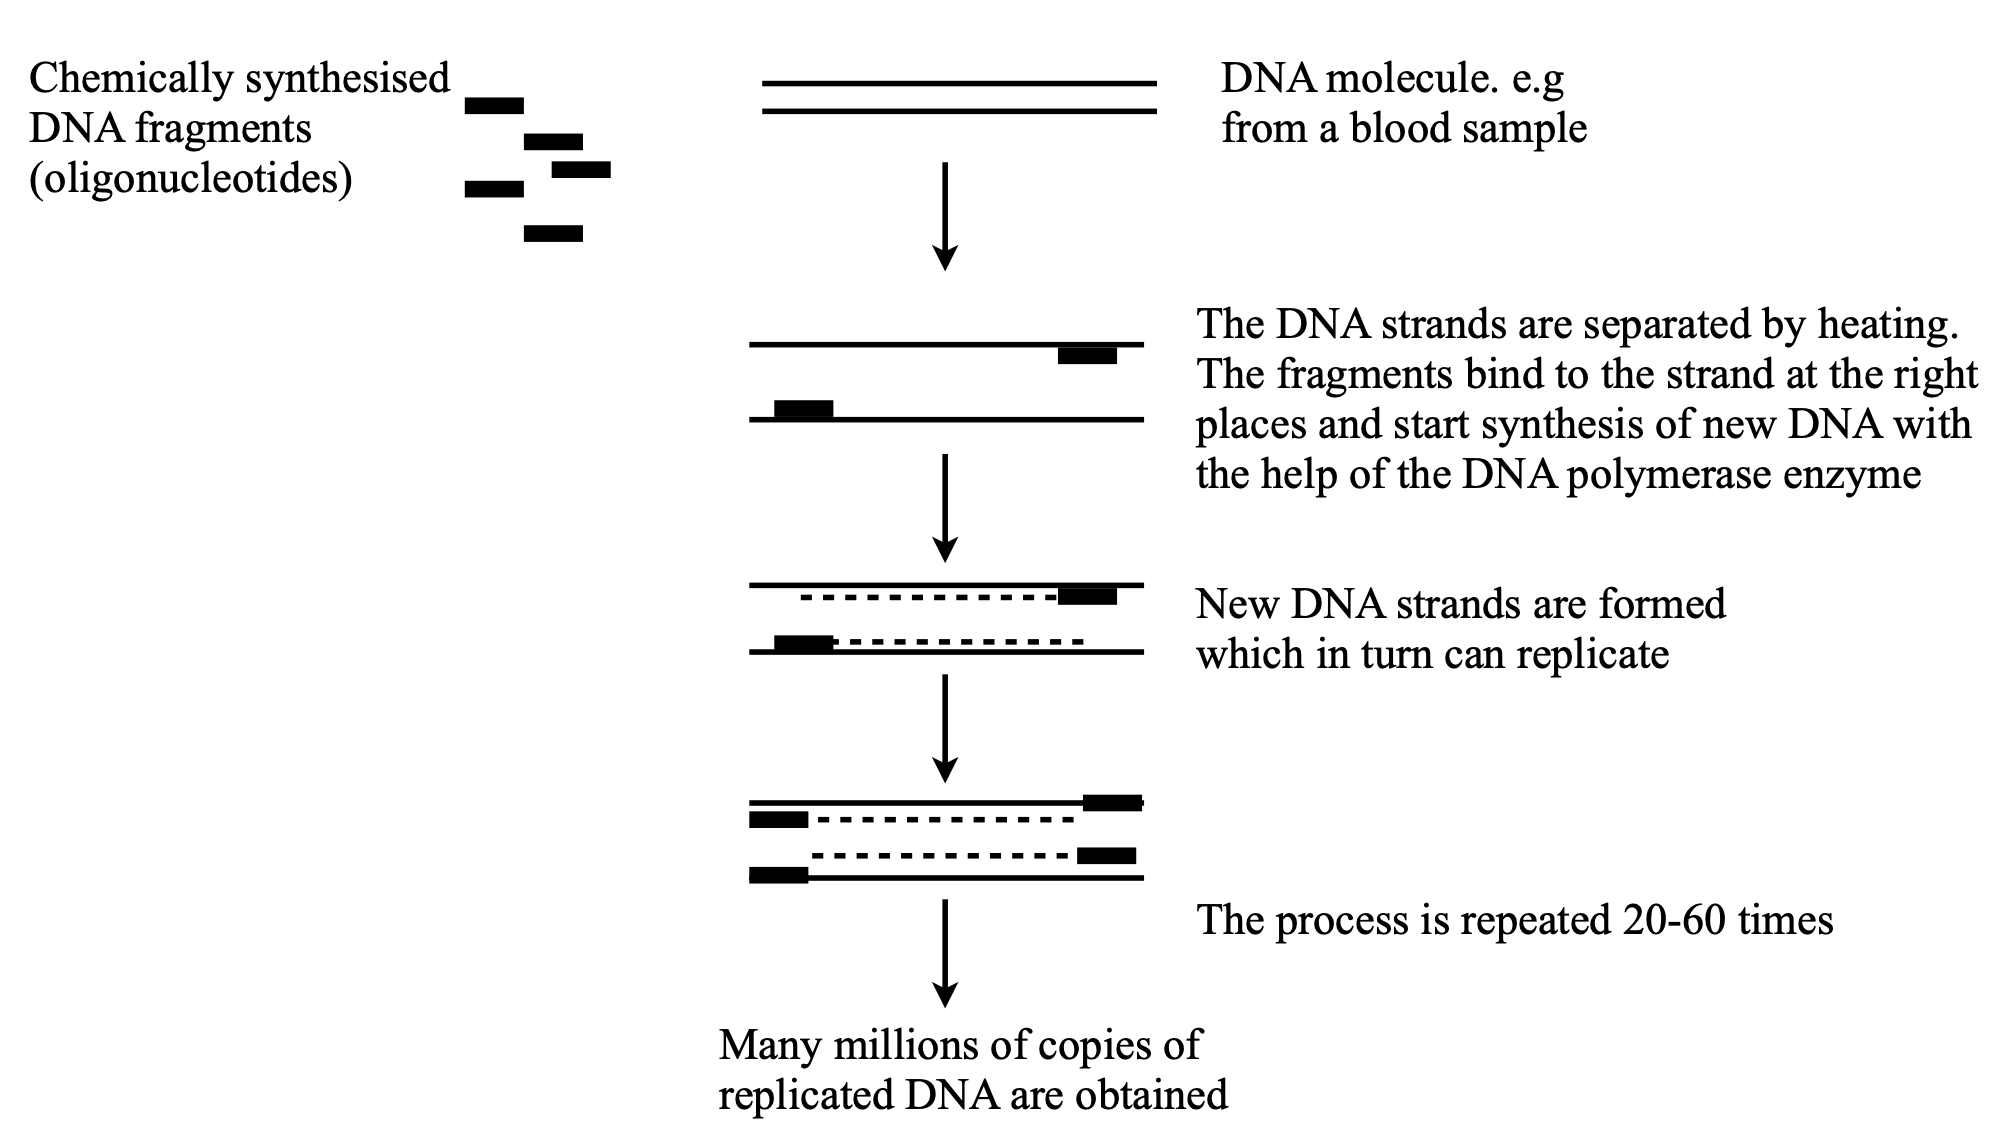 Chemically synthesised
DNA fragments
(oligonucleotides)
DNA molecule. e.g
from a blood sample
The DNA strands are separated by heating.
The fragments bind to the strand at the right
places and start synthesis of new DNA with
the help of the DNA polymerase enzyme
New DNA strands are formed
which in turn can replicate
The process is repeated 20-60 times
Many millions of copies of
replicated DNA are obtained